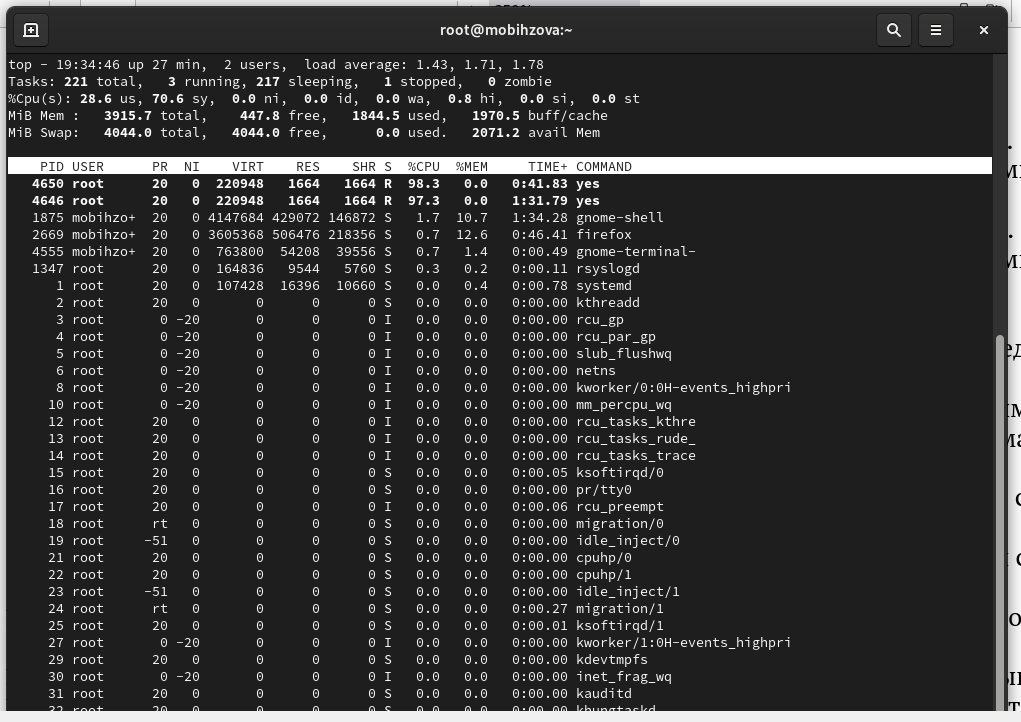 root@mobihzova:~
top - 19:34:46 up 27 min,  2 users,  load average: 1.43, 1.71, 1.78
Tasks: 221 total,   3 running, 217 sleeping,   1 stopped,   0 zombie
%Cpu(s): 28.6 us, 70.6 sy,  0.0 ni,  0.0 id,  0.0 wa,  0.8 hi,  0.0 si,  0.0 st
MiB Mem :   3915.7 total,    447.8 free,   1844.5 used,   1970.5 buff/cache
MiB Swap:   4044.0 total,   4044.0 free,      0.0 used.   2071.2 avail Mem
PID USER      PR  NI    VIRT    RES    SHR S  %CPU  %MEM     TIME+ COMMAND
4650 root      20   0  220948   1664   1664 R  98.3   0.0   0:41.83 yes
4646 root      20   0  220948   1664   1664 R  97.3   0.0   1:31.79 yes
1875 mobihzo+  20   0 4147684 429072 146872 S   1.7  10.7   1:34.28 gnome-shell
2669 mobihzo+  20   0 3605368 506476 218356 S   0.7  12.6   0:46.41 firefox
4555 mobihzo+  20   0  763800  54208  39556 S   0.7   1.4   0:00.49 gnome-terminal-
1347 root      20   0  164836   9544   5760 S   0.3   0.2   0:00.11 rsyslogd
1 root      20   0  107428  16396  10660 S   0.0   0.4   0:00.78 systemd
2 root      20   0       0      0      0 S   0.0   0.0   0:00.00 kthreadd
3 root       0 -20       0      0      0 I   0.0   0.0   0:00.00 rcu_gp
4 root       0 -20       0      0      0 I   0.0   0.0   0:00.00 rcu_par_gp
5 root       0 -20       0      0      0 I   0.0   0.0   0:00.00 slub_flushwq
6 root       0 -20       0      0      0 I   0.0   0.0   0:00.00 netns
8 root       0 -20       0      0      0 I   0.0   0.0   0:00.00 kworker/0:0H-events_highpri
10 root       0 -20       0      0      0 I   0.0   0.0   0:00.00 mm_percpu_wq
12 root      20   0       0      0      0 I   0.0   0.0   0:00.00 rcu_tasks_kthre
13 root      20   0       0      0      0 I   0.0   0.0   0:00.00 rcu_tasks_rude_
14 root      20   0       0      0      0 I   0.0   0.0   0:00.00 rcu_tasks_trace
15 root      20   0       0      0      0 S   0.0   0.0   0:00.05 ksoftirqd/0
16 root      20   0       0      0      0 S   0.0   0.0   0:00.00 pr/tty0
17 root      20   0       0      0      0 I   0.0   0.0   0:00.06 rcu_preempt
18 root      rt   0       0      0      0 S   0.0   0.0   0:00.00 migration/0
19 root     -51   0       0      0      0 S   0.0   0.0   0:00.00 idle_inject/0
21 root      20   0       0      0      0 S   0.0   0.0   0:00.00 cpuhp/0
22 root      20   0       0      0      0 S   0.0   0.0   0:00.00 cpuhp/1
23 root     -51   0       0      0      0 S   0.0   0.0   0:00.00 idle_inject/1
24 root      rt   0       0      0      0 S   0.0   0.0   0:00.27 migration/1
25 root      20   0       0      0      0 S   0.0   0.0   0:00.01 ksoftirqd/1
27 root       0 -20       0      0      0 I   0.0   0.0   0:00.00 kworker/1:0H-events_highpri
29 root      20   0       0      0      0 S   0.0   0.0   0:00.00 kdevtmpfs
30 root       0 -20       0      0      0 I   0.0   0.0   0:00.00 inet_frag_wq
31 root      20   0       0      0      0 S   0.0   0.0   0:00.00 kauditd
32 root      20   0       0      0      0 S   0.0   0.0   0:00.00 khungtaskd